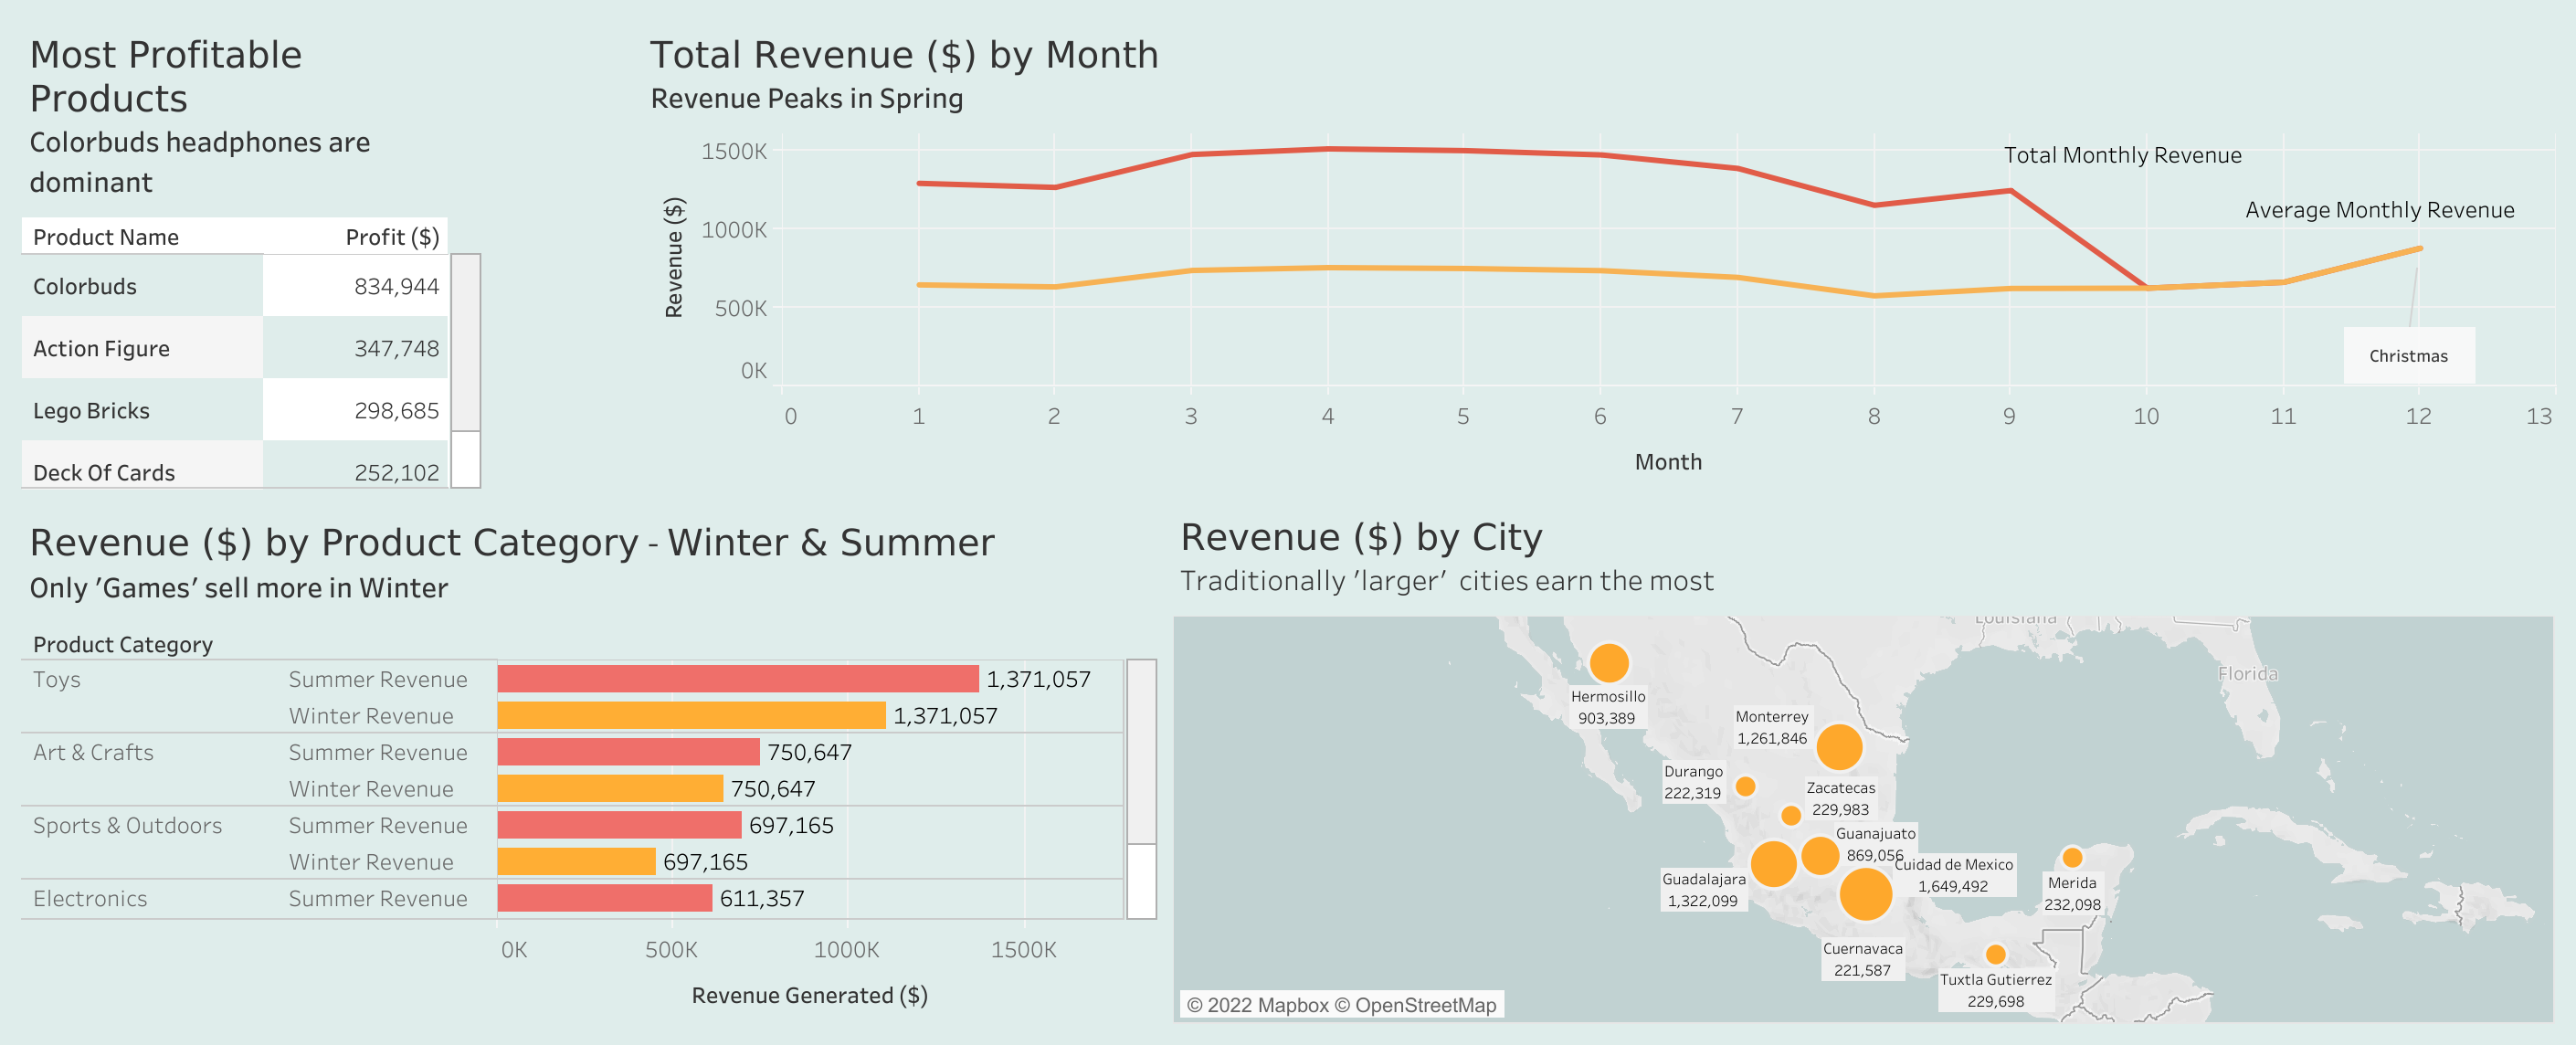 Most Profitable
Products
Colorbuds headphones are
dominant
Product Name Profit ($)
Colorbuds 834,944
Action Figure 347,748
Lego Bricks 298,685
Deck Of Cards 252,102
Total Revenue ($) by Month
Revenue Peaks in Spring
Revenue ($)
1500K
1000K
500K
0K
Total Monthly Revenue
Average Monthly Revenue
Christmas
0 1 2 3 4 5 6 7 8 9 10 11 12 13
Month
Revenue ($) by Product Category - Winter & Summer
Only 'Games' sell more in Winter
Product Category
Toys Summer Revenue 1,371,057
Winter Revenue 1,371,057
Art & Crafts Summer Revenue 750,647
Winter Revenue 750,647
Sports & Outdoors Summer Revenue 697,165
Winter Revenue 697,165
Electronics Summer Revenue 611,357
0K 500K 1000K 1500K
Revenue Generated ($)
Revenue ($) by City
Traditionally 'larger'  cities earn the most
Louisiana
Florida
Hermosillo
903,389
Monterrey
1,261,846
Durango
222,319
Zacatecas
229,983
Guanajuato
869,056
Cuidad de Mexico
1,649,492
Guadalajara
1,322,099
Merida
232,098
Cuernavaca
221,587
Tuxtla Gutierrez
229,698
© 2022 Mapbox © OpenStreetMap